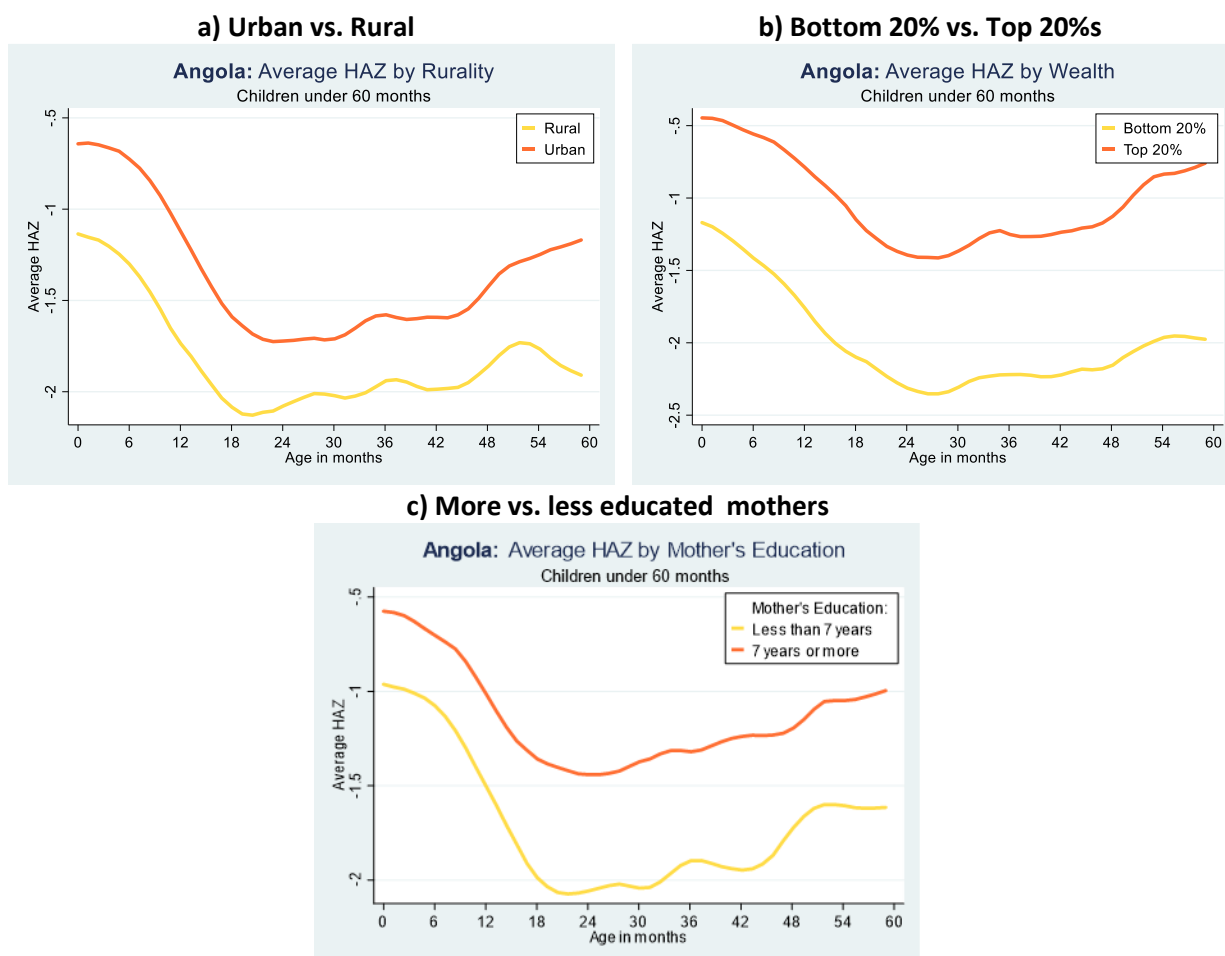 a) Urban vs. Rural
Angola: Average HAZ by Rurality
Children under 60 months
Rural
Urban
Average HAZ
-.5
-1
-1.5
-2
0 6 12 18 24 30 36 42 48 54 60
Age in months
b) Bottom 20% vs. Top 20%s
Angola: Average HAZ by Wealth
Children under 60 months
Bottom 20%
Top 20%
Average HAZ
-.5
-1
-1.5
-2
-2.5
0 6 12 18 24 30 36 42 48 54 60
Age in months
c) More vs. less educated mothers
Angola: Average HAZ by Mother's Education
Children under 60 months
Mother's Education:
Less than 7 years
7 years or more
Average HAZ
-.5
-1
-1.5
-2
0 6 12 18 24 30 36 42 48 54 60
Age in months